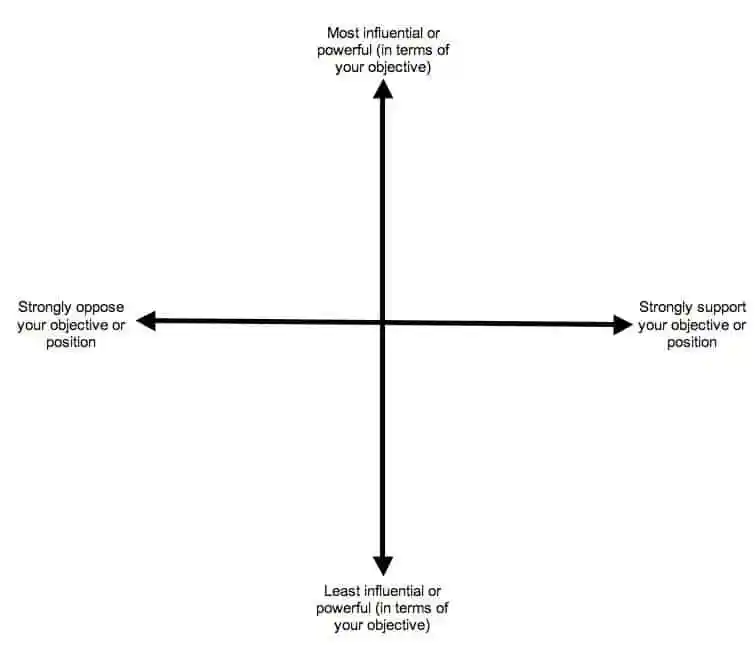 Most influential or
powerful (in terms of
your objective)
Strongly oppose
your objective or
position
Strongly support
your objective or
position
Least influential or
powerful (in terms of
your objective)